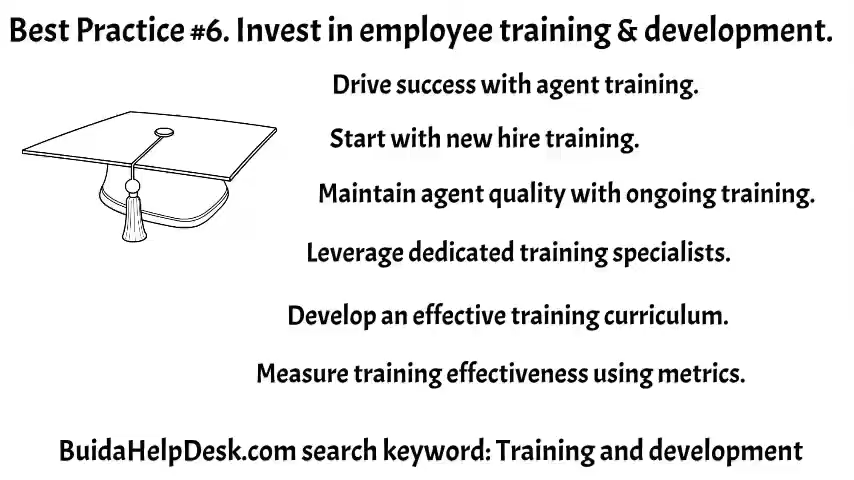 Best Practice #6. Invest in employee training & development.
Drive success with agent training.
Start with new hire training.
Maintain agent quality with ongoing training.
Leverage dedicated training specialists.
Develop an effective training curriculum.
Measure training effectiveness using metrics.
BuidaHelpDesk.com search keyword: Training and development